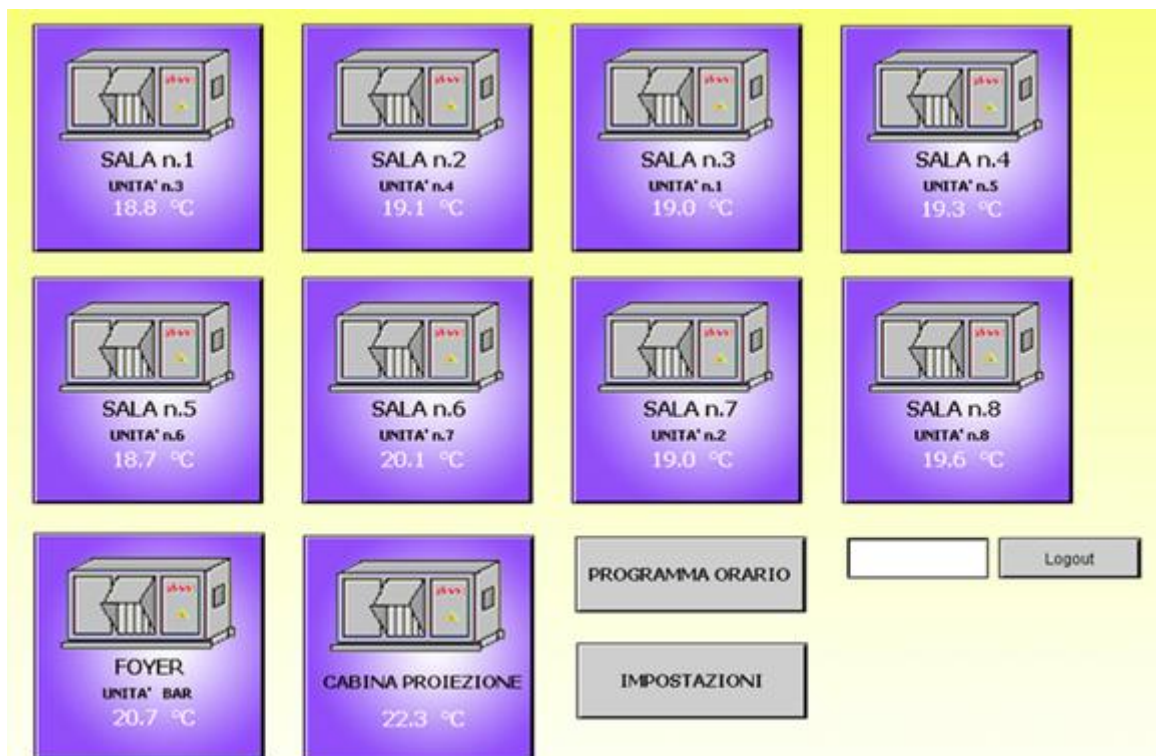 SALA n.1
UNITA' n.3
18.8 °C
SALA n.2
UNITA' n.4
19.1 °C
SALA n.3
UNITA' n.1
19.0 °C
SALA n.4
UNITA' n.5
19.3 °C
SALA n.5
UNITA' n.6
18.7 °C
SALA n.6
UNITA' n.7
20.1 °C
SALA n.7
UNITA' n.2
19.0 °C
SALA n.8
UNITA' n.8
19.6 °C
FOYER
UNITA' BAR
20.7 °C
CABINA PROIEZIONE
22.3 °C
PROGRAMMA ORARIO
IMPOSTAZIONI
Logout